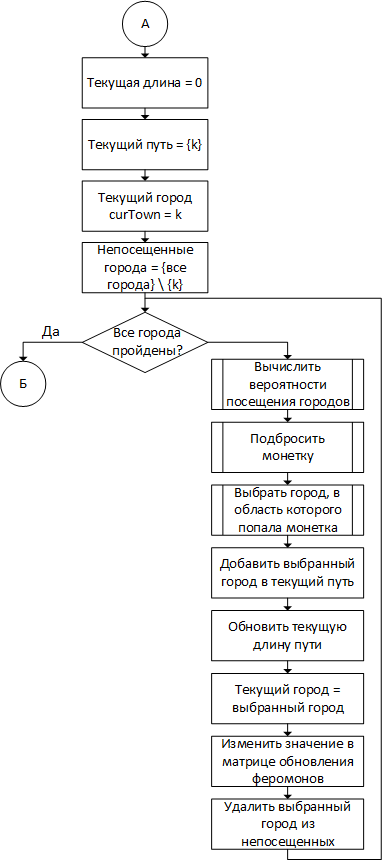 А
Текущая длина = 0
Текущий путь = {k}
Текущий город
curTown = k
Непосещенные
города = {все
города} \ {k}
Все города
пройдены?
Да
Б
Вычислить
вероятности
посещения городов
Подбросить
монетку
Выбрать город, в
область которого
попала монетка
Добавить выбранный
город в текущий путь
Обновить текущую
длину пути
Текущий город =
выбранный город
Изменить значение в
матрице обновления
феромонов
Удалить выбранный
город из
непосещенных